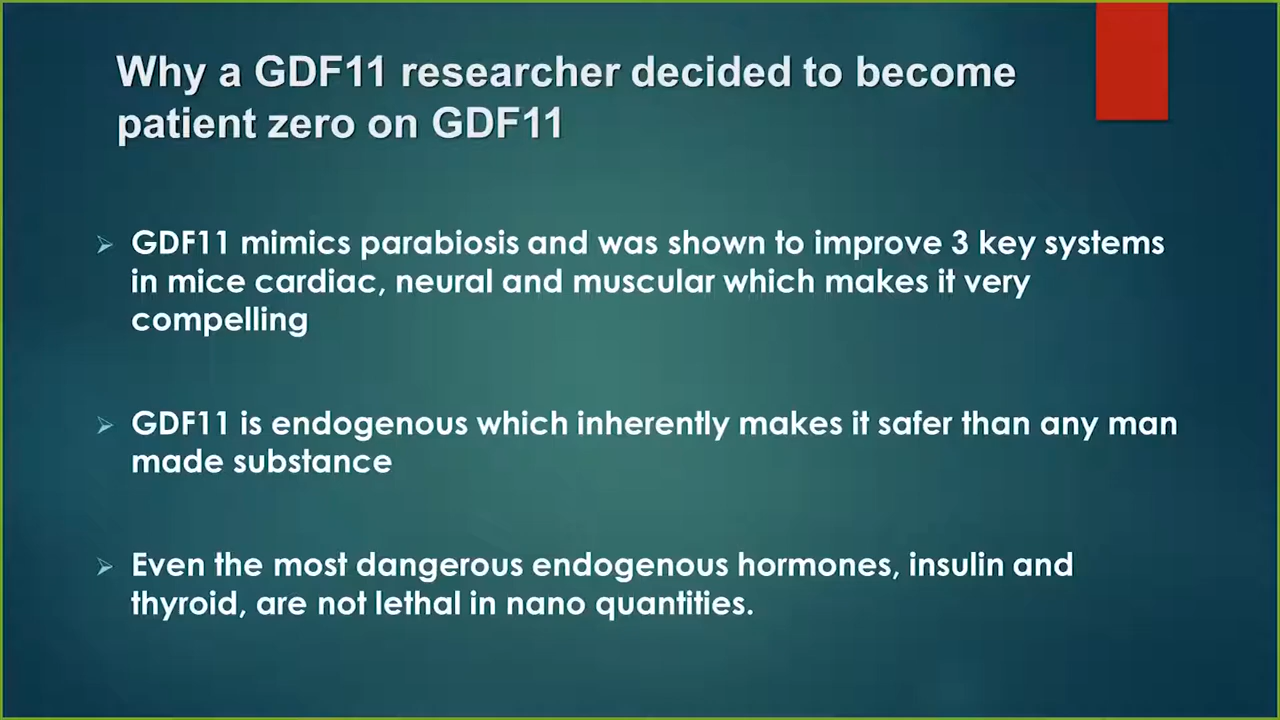 Why a GDF11 researcher decided to become
patient zero on GDF11
GDF11 mimics parabiosis and was shown to improve 3 key systems
in mice cardiac, neural and muscular which makes it very
compelling
GDF11 is endogenous which inherently makes it safer than any man
made substance
Even the most dangerous endogenous hormones, insulin and
thyroid, are not lethal in nano quantities.